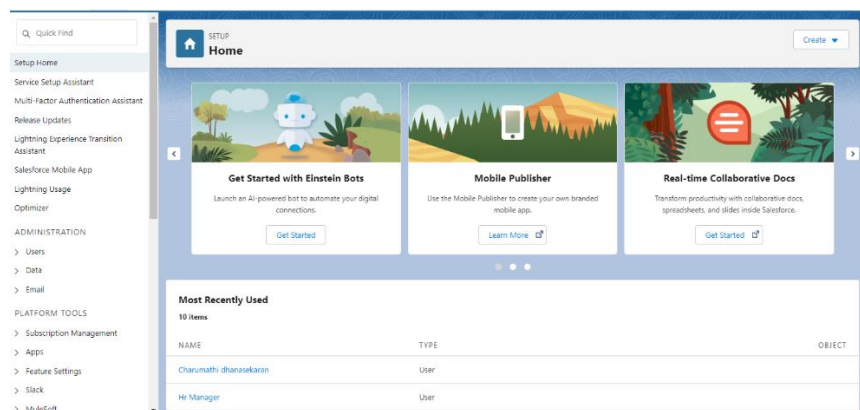 Quick Find
Setup Home
Service Setup Assistant
Multi-Factor Authentication Assistant
Release Updates
Lightning Experience Transition
Assistant
Salesforce Mobile App
Lightning Usage
Optimizer
ADMINISTRATION
Users
Data
Email
PLATFORM TOOLS
Subscription Management
Apps
Feature Settings
Slack
MuleSoft
SETUP
Home
Create
Get Started with Einstein Bots
Launch an AI-powered bot to automate your digital
connections.
Get Started
Mobile Publisher
Use the Mobile Publisher to create your own branded
mobile app.
Learn More
Real-time Collaborative Docs
Transform productivity with collaborative docs,
spreadsheets, and slides inside Salesforce.
Get Started
Most Recently Used
10 items
NAME TYPE OBJECT
Charumathi dhanasekaran User
Hr Manager User